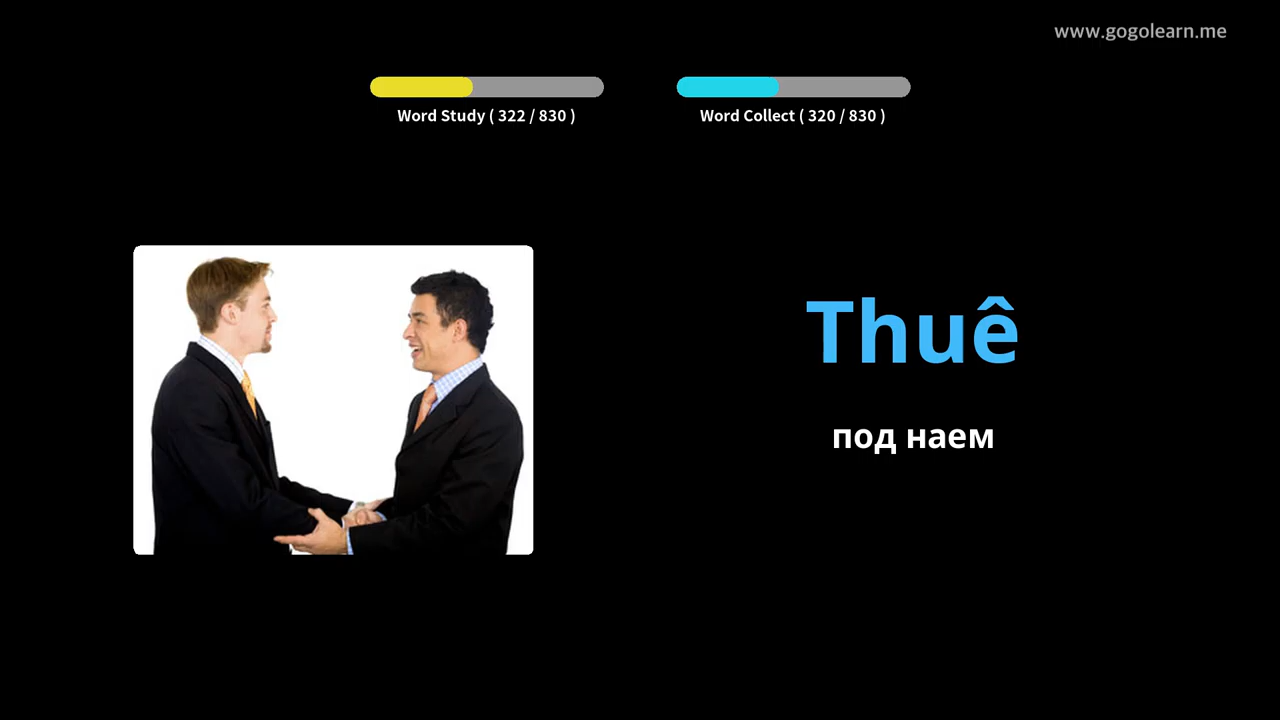 www.gogolearn.me
Word Study ( 322 / 830 )
Word Collect ( 320 / 830 )
Thuê
под наем